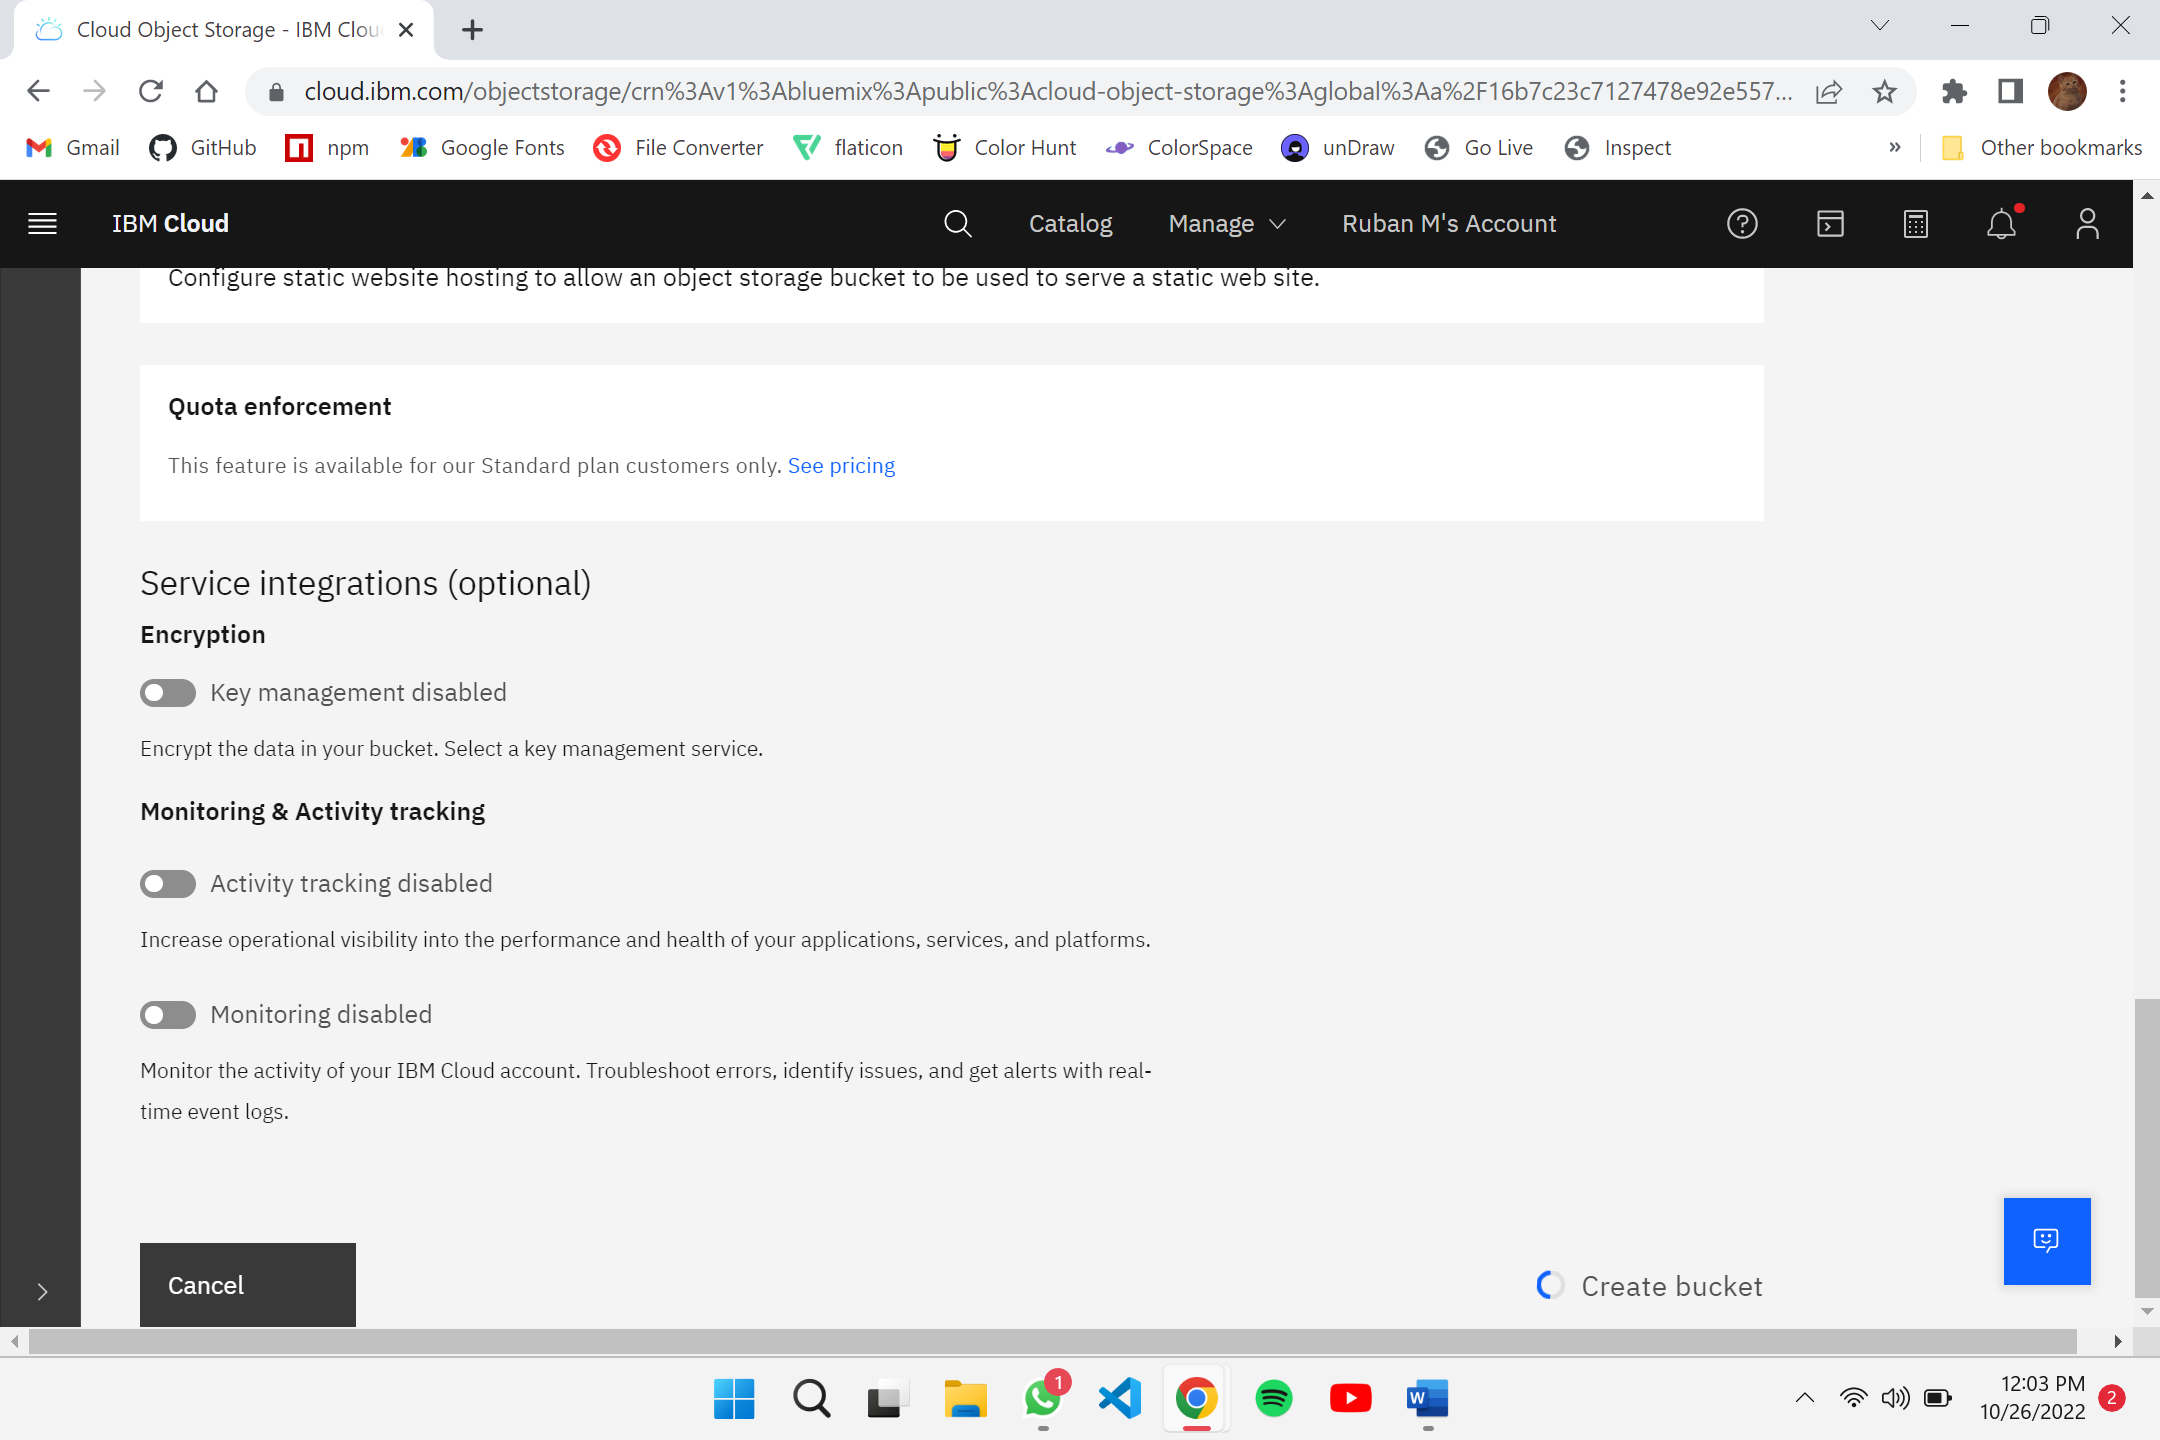 Cloud Object Storage - IBM Clou
cloud.ibm.com/objectstorage/crn%3Av1%3Abluemix%3Apublic%3Acloud-object-storage%3Aglobal%3Aa%2F16b7c23c7127478e92e557...
Gmail GitHub npm Google Fonts File Converter flaticon Color Hunt ColorSpace unDraw Go Live Inspect » Other bookmarks
IBM Cloud Catalog Manage Ruban M's Account
Configure static website hosting to allow an object storage bucket to be used to serve a static web site.
Quota enforcement
This feature is available for our Standard plan customers only. See pricing
Service integrations (optional)
Encryption
Key management disabled
Encrypt the data in your bucket. Select a key management service.
Monitoring & Activity tracking
Activity tracking disabled
Increase operational visibility into the performance and health of your applications, services, and platforms.
Monitoring disabled
Monitor the activity of your IBM Cloud account. Troubleshoot errors, identify issues, and get alerts with real-
time event logs.
Cancel
Create bucket
1
W
12:03 PM
10/26/2022
2